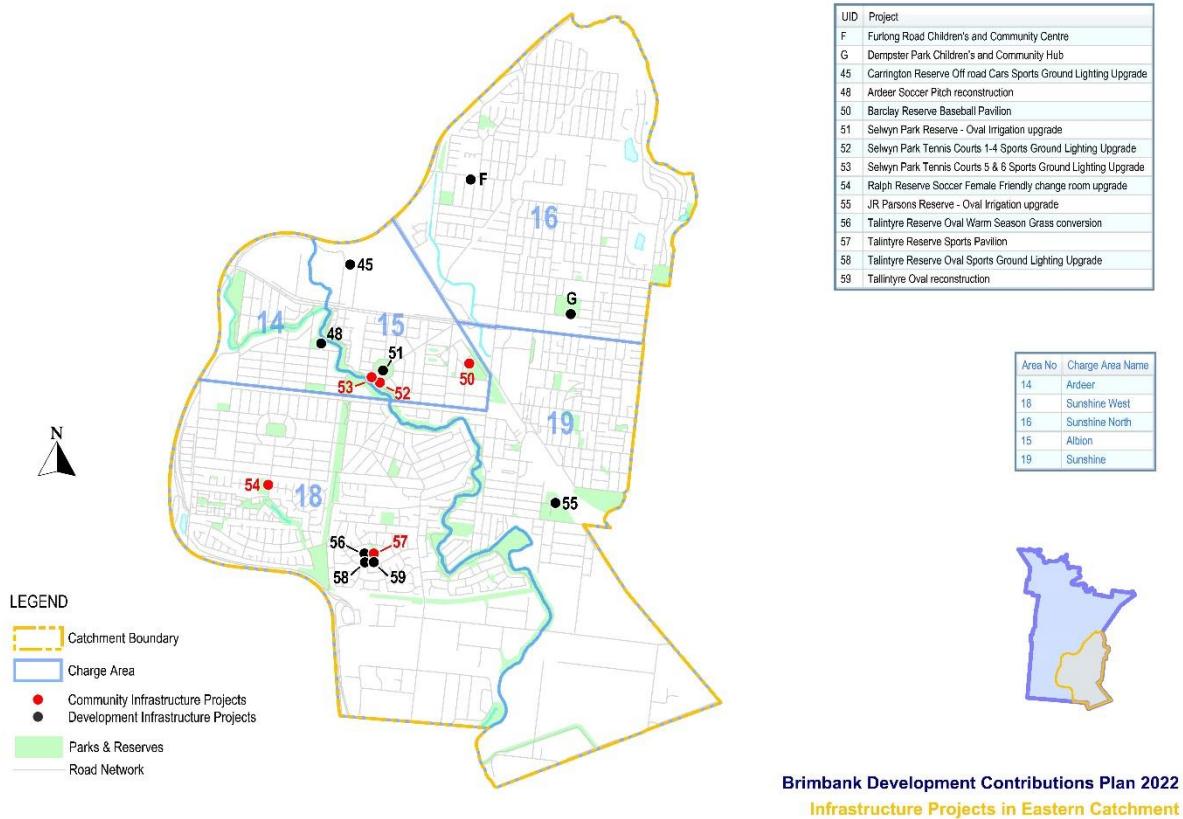 UID Project
F Furlong Road Children's and Community Centre
G Dempster Park Children's and Community Hub
45 Carrington Reserve Off road Cars Sports Ground Lighting Upgrade
48 Ardeer Soccer Pitch reconstruction
50 Barclay Reserve Baseball Pavilion
51 Selwyn Park Reserve - Oval Irrigation upgrade
52 Selwyn Park Tennis Courts 1-4 Sports Ground Lighting Upgrade
53 Selwyn Park Tennis Courts 5 & 6 Sports Ground Lighting Upgrade
54 Ralph Reserve Soccer Female Friendly change room upgrade
55 JR Parsons Reserve - Oval Irrigation upgrade
56 Talintyre Reserve Oval Warm Season Grass conversion
57 Talintyre Reserve Sports Pavilion
58 Talintyre Reserve Oval Sports Ground Lighting Upgrade
59 Tallintyre Oval reconstruction
F
16
45
G
14
48
15
51
50
53
52
19
54
18
55
56
57
58
59
N
Area No Charge Area Name
14 Ardeer
18 Sunshine West
16 Sunshine North
15 Albion
19 Sunshine
LEGEND
Catchment Boundary
Charge Area
Community Infrastructure Projects
Development Infrastructure Projects
Parks & Reserves
Road Network
Brimbank Development Contributions Plan 2022
Infrastructure Projects in Eastern Catchment